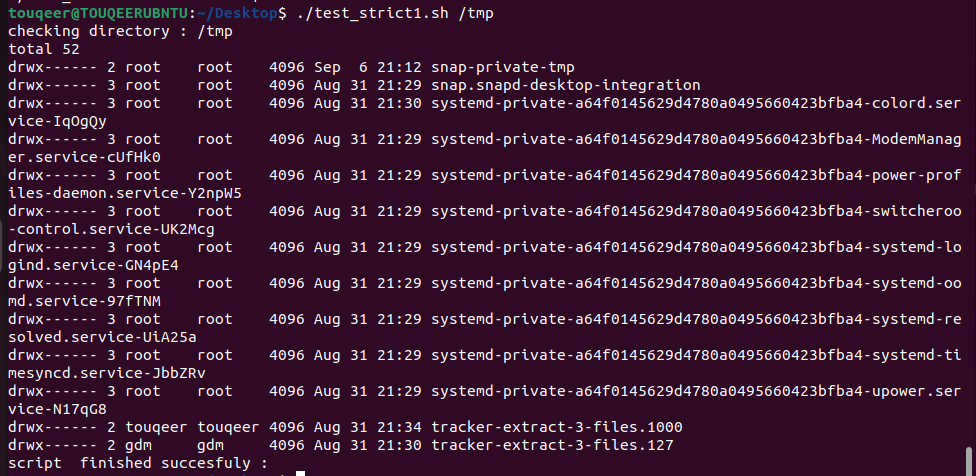 touqeer@TOUQEERUBNTU:~/Desktop$ ./test_strict1.sh /tmp
checking directory : /tmp
total 52
drwx------ 2 root    root    4096 Sep  6 21:12 snap-private-tmp
drwx------ 3 root    root    4096 Aug 31 21:29 snap.snapd-desktop-integration
drwx------ 3 root    root    4096 Aug 31 21:30 systemd-private-a64f0145629d4780a0495660423bfba4-colord.ser
vice-IqOgQy
drwx------ 3 root    root    4096 Aug 31 21:29 systemd-private-a64f0145629d4780a0495660423bfba4-ModemManag
er.service-cUfHk0
drwx------ 3 root    root    4096 Aug 31 21:29 systemd-private-a64f0145629d4780a0495660423bfba4-power-prof
iles-daemon.service-Y2npW5
drwx------ 3 root    root    4096 Aug 31 21:29 systemd-private-a64f0145629d4780a0495660423bfba4-switcheroo
-control.service-UK2Mcg
drwx------ 3 root    root    4096 Aug 31 21:29 systemd-private-a64f0145629d4780a0495660423bfba4-systemd-lo
gind.service-GN4pE4
drwx------ 3 root    root    4096 Aug 31 21:29 systemd-private-a64f0145629d4780a0495660423bfba4-systemd-oo
md.service-97fTNM
drwx------ 3 root    root    4096 Aug 31 21:29 systemd-private-a64f0145629d4780a0495660423bfba4-systemd-re
solved.service-UiA25a
drwx------ 3 root    root    4096 Aug 31 21:29 systemd-private-a64f0145629d4780a0495660423bfba4-systemd-ti
mesyncd.service-JbbZRv
drwx------ 3 root    root    4096 Aug 31 21:29 systemd-private-a64f0145629d4780a0495660423bfba4-upower.ser
vice-N17qG8
drwx------ 2 touqeer touqeer 4096 Aug 31 21:34 tracker-extract-3-files.1000
drwx------ 2 gdm     gdm     4096 Aug 31 21:30 tracker-extract-3-files.127
script  finished succesfuly :